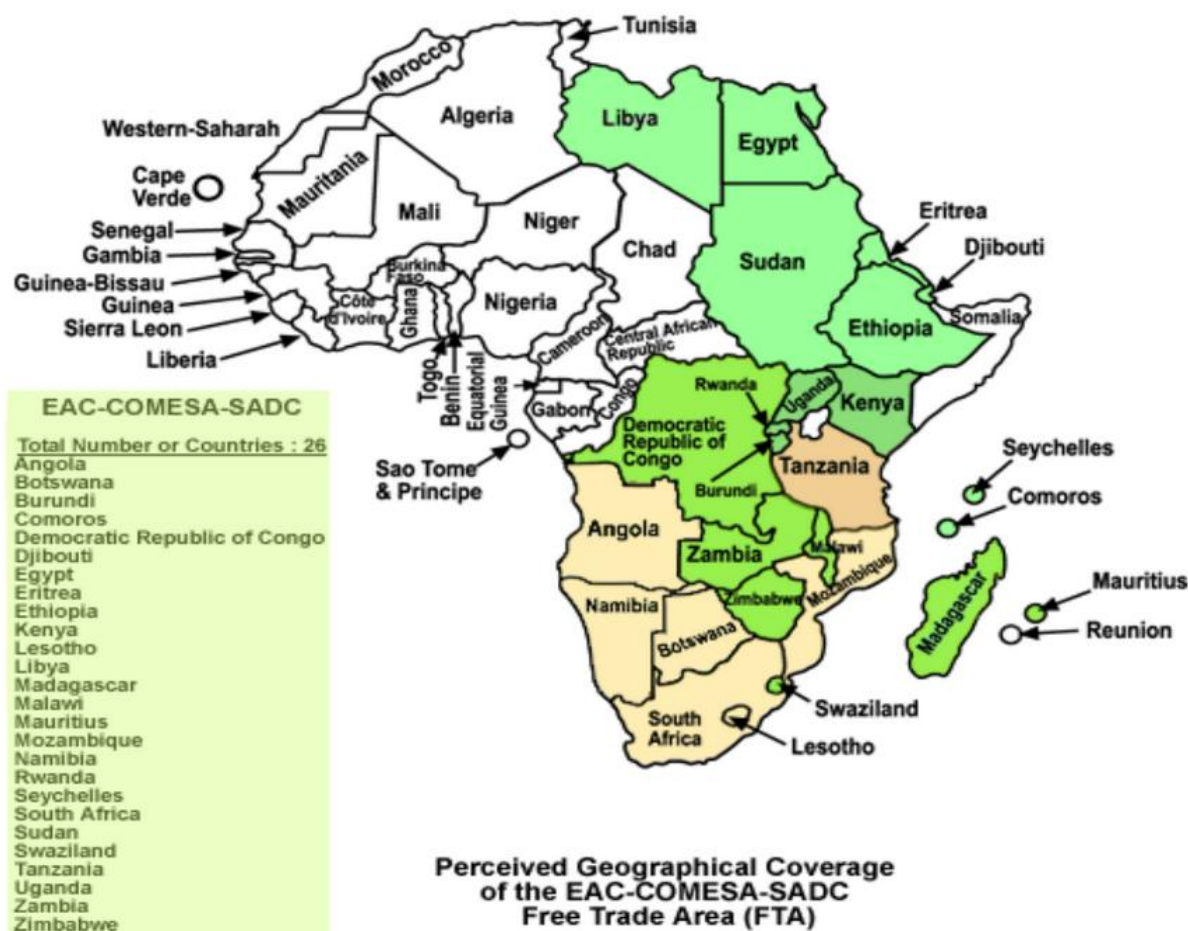 Tunisia
Morocco
Algeria
Libya
Egypt
Western-Saharah
Cape
Verde
Mauritania
Mali
Niger
Chad
Sudan
Eritrea
Djibouti
Senegal
Gambia
Guinea-Bissau
Guinea
Sierra Leon
Liberia
Burkina
Faso
Côte
d'Ivoire
Ghana
Togo
Benin
Nigeria
Cameroon
Central African
Republic
Ethiopia
Somalia
Equatorial
Guinea
Gabon
Congo
Sao Tome
& Principe
Rwanda
Uganda
Kenya
Democratic
Republic of
Congo
Burundi
Tanzania
Seychelles
Comoros
Angola
Zambia
Malawi
Mozambique
Namibia
Zimbabwe
Botswana
Madagascar
Mauritius
Reunion
Swaziland
South
Africa
Lesotho
EAC-COMESA-SADC
Total Number or Countries : 26
Angola
Botswana
Burundi
Comoros
Democratic Republic of Congo
Djibouti
Egypt
Eritrea
Ethiopia
Kenya
Lesotho
Libya
Madagascar
Malawi
Mauritius
Mozambique
Namibia
Rwanda
Seychelles
South Africa
Sudan
Swaziland
Tanzania
Uganda
Zambia
Zimbabwe
Perceived Geographical Coverage
of the EAC-COMESA-SADC
Free Trade Area (FTA)